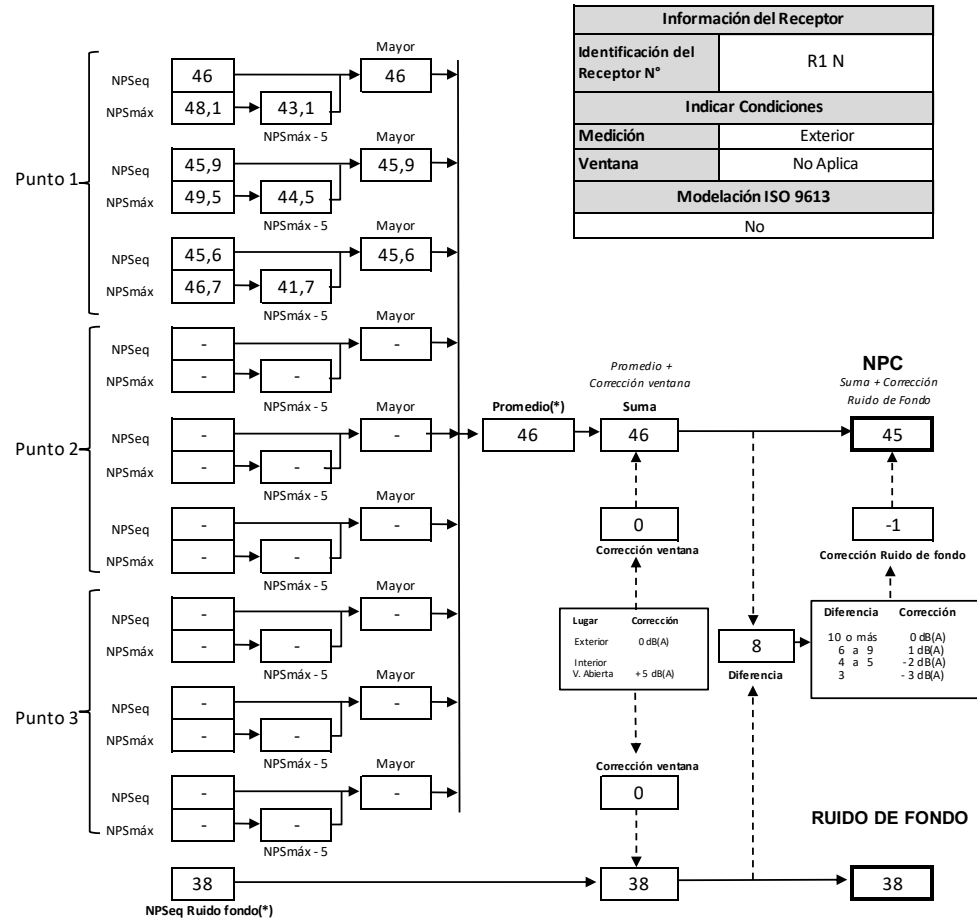 Información del Receptor
Identificación del Receptor N° R1 N
Indicar Condiciones
Medición Exterior
Ventana No Aplica
Modelación ISO 9613
No
Punto 1
Mayor
NPSeq 46 46
NPSmáx 48,1 43,1
NPSmáx - 5
Mayor
NPSeq 45,9 45,9
NPSmáx 49,5 44,5
NPSmáx - 5
Mayor
NPSeq 45,6 45,6
NPSmáx 46,7 41,7
NPSmáx - 5
Punto 2
Mayor
NPSeq - -
NPSmáx - -
NPSmáx - 5
Mayor
NPSeq - -
NPSmáx - -
NPSmáx - 5
Mayor
NPSeq - -
NPSmáx - -
NPSmáx - 5
Punto 3
Mayor
NPSeq - -
NPSmáx - -
NPSmáx - 5
Mayor
NPSeq - -
NPSmáx - -
NPSmáx - 5
Mayor
NPSeq - -
NPSmáx - -
NPSmáx - 5
Promedio(*)
46
Promedio +
Corrección ventana
Suma
46
0
Corrección ventana
Lugar Corrección
Exterior 0 dB(A)
Interior
V. Abierta + 5 dB(A)
Corrección ventana
0
NPC
Suma + Corrección
Ruido de Fondo
45
-1
Corrección Ruido de fondo
8
Diferencia
Diferencia Corrección
10 o más 0 dB(A)
6 a 9 1 dB(A)
4 a 5 - 2 dB(A)
3 - 3 dB(A)
RUIDO DE FONDO
38 38 38
NPSeq Ruido fondo(*)